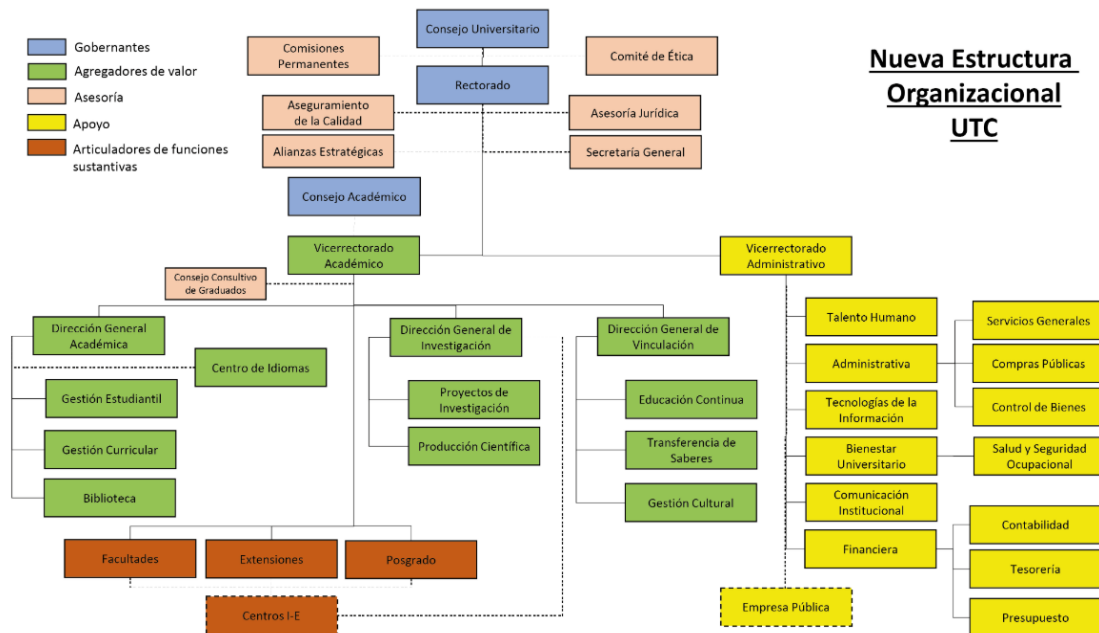 Gobernantes
Agregadores de valor
Asesoría
Apoyo
Articuladores de funciones
sustantivas
Nueva Estructura
Organizacional
UTC
Consejo Universitario
Comisiones
Permanentes
Comité de Ética
Rectorado
Aseguramiento
de la Calidad
Asesoría Jurídica
Alianzas Estratégicas
Secretaría General
Consejo Académico
Vicerrectorado
Académico
Vicerrectorado
Administrativo
Consejo Consultivo
de Graduados
Dirección General
Académica
Centro de Idiomas
Gestión Estudiantil
Gestión Curricular
Biblioteca
Dirección General de
Investigación
Proyectos de
Investigación
Producción Científica
Dirección General de
Vinculación
Educación Continua
Transferencia de
Saberes
Gestión Cultural
Talento Humano
Administrativa
Servicios Generales
Compras Públicas
Control de Bienes
Tecnologías de la
Información
Bienestar
Universitario
Salud y Seguridad
Ocupacional
Comunicación
Institucional
Financiera
Contabilidad
Tesorería
Presupuesto
Facultades
Extensiones
Posgrado
Centros I-E
Empresa Pública